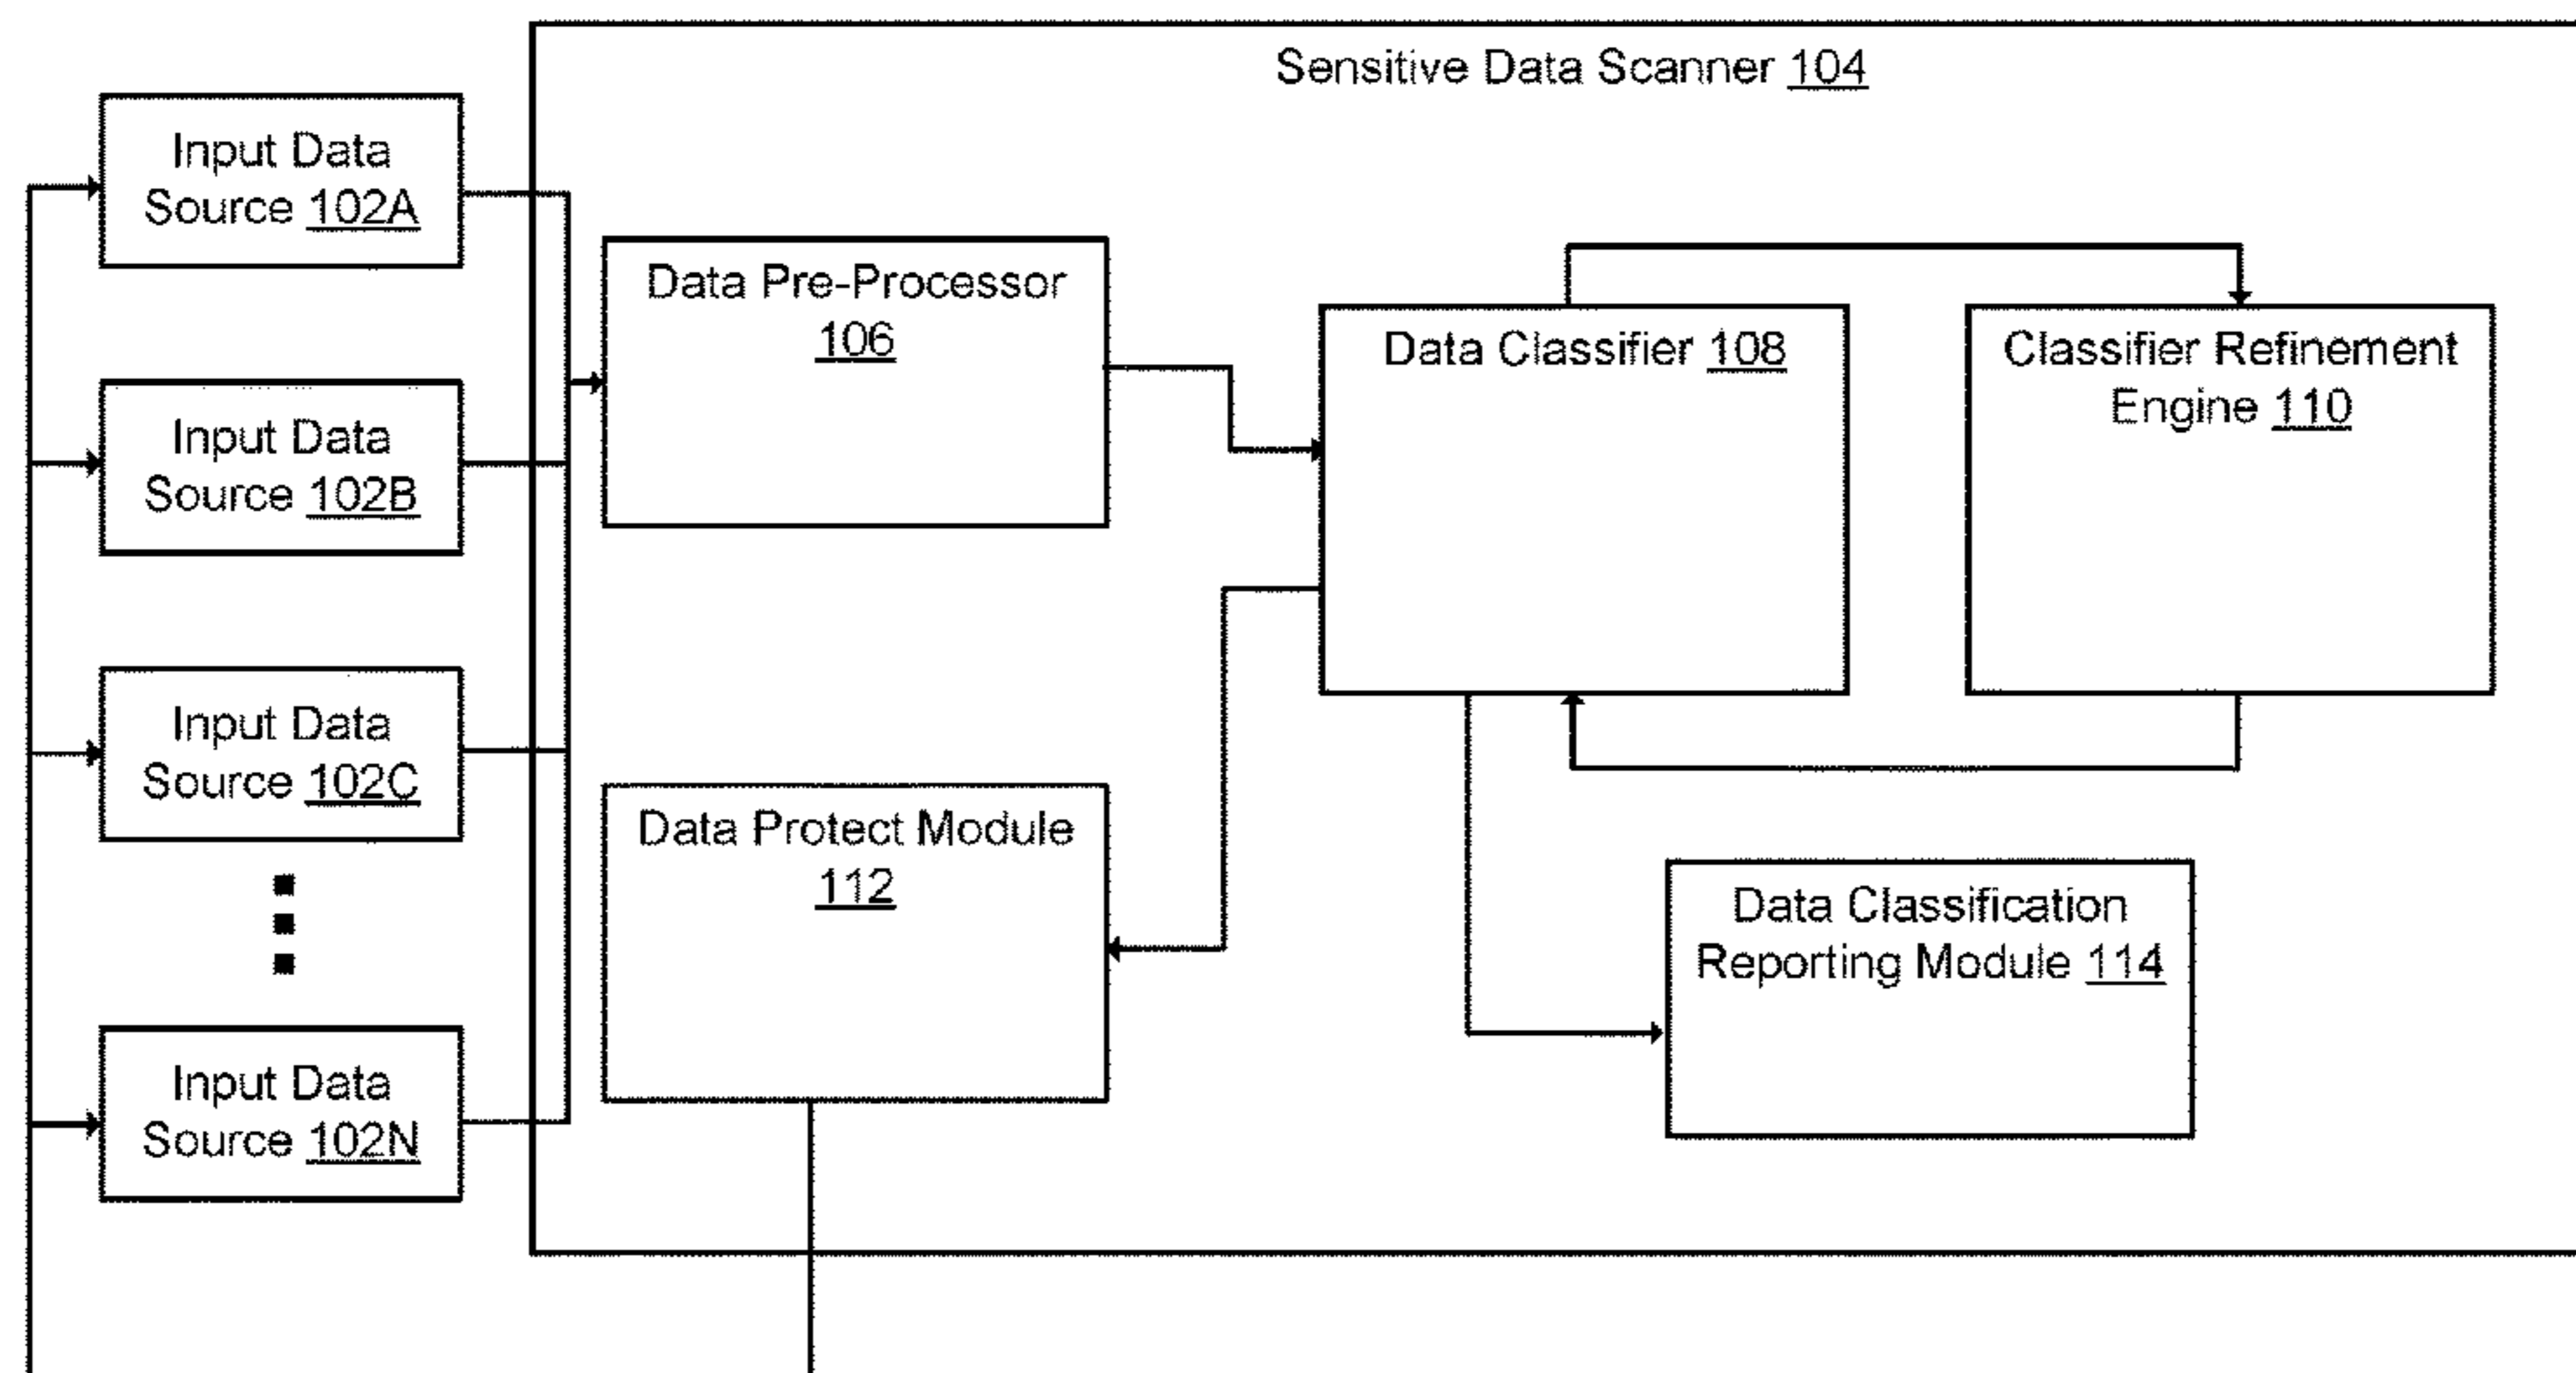 Sensitive Data Scanner 104
Input Data
Source 102A
Input Data
Source 102B
Input Data
Source 102C
Input Data
Source 102N
Data Pre-Processor
106
Data Protect Module
112
Data Classifier 108
Classifier Refinement
Engine 110
Data Classification
Reporting Module 114